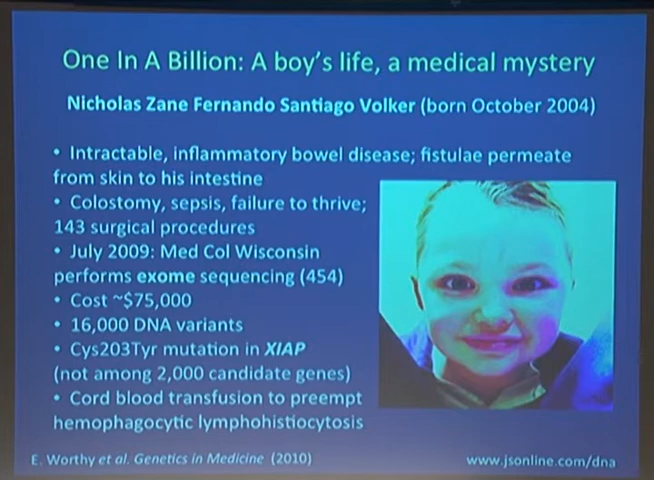 One In A Billion: A boy's life, a medical mystery
Nicholas Zane Fernando Santiago Volker (born October 2004)
• Intractable, inflammatory bowel disease; fistulae permeate
from skin to his intestine
• Colostomy, sepsis, failure to thrive;
143 surgical procedures
• July 2009: Med Col Wisconsin
performs exome sequencing (454)
• Cost ~$75,000
• 16,000 DNA variants
• Cys203Tyr mutation in XIAP
(not among 2,000 candidate genes)
• Cord blood transfusion to preempt
hemophagocytic lymphohistiocytosis
E. Worthy et al. Genetics in Medicine (2010)
www.jsonline.com/dna